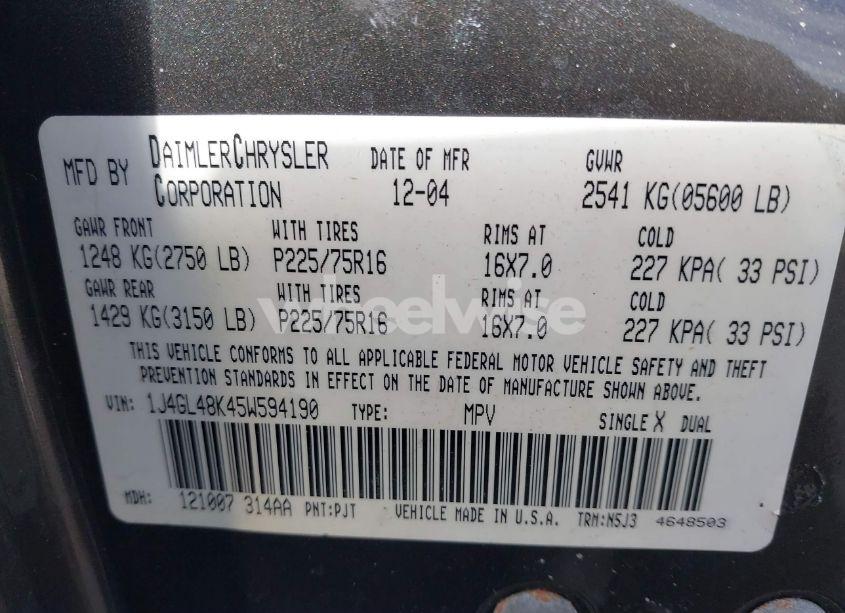 MFD BY DAIMLERCHRYSLER CORPORATION DATE OF MFR 12-04 GVWR 2541 KG(05600 LB)
GAWR FRONT WITH TIRES RIMS AT COLD
1248 KG(2750 LB) P225/75R16 16X7.0 227 KPA( 33 PSI)
GAWR REAR WITH TIRES RIMS AT COLD
1429 KG(3150 LB) P225/75R16 16X7.0 227 KPA( 33 PSI)
wheelwise
THIS VEHICLE CONFORMS TO ALL APPLICABLE FEDERAL MOTOR VEHICLE SAFETY AND THEFT
PREVENTION STANDARDS IN EFFECT ON THE DATE OF MANUFACTURE SHOWN ABOVE.
VIN: 1J4GL48K45W594190 TYPE: MPV SINGLE X DUAL
MDH: 121007 314AA PNT:PJT VEHICLE MADE IN U.S.A. TRM:N5J3 4648503